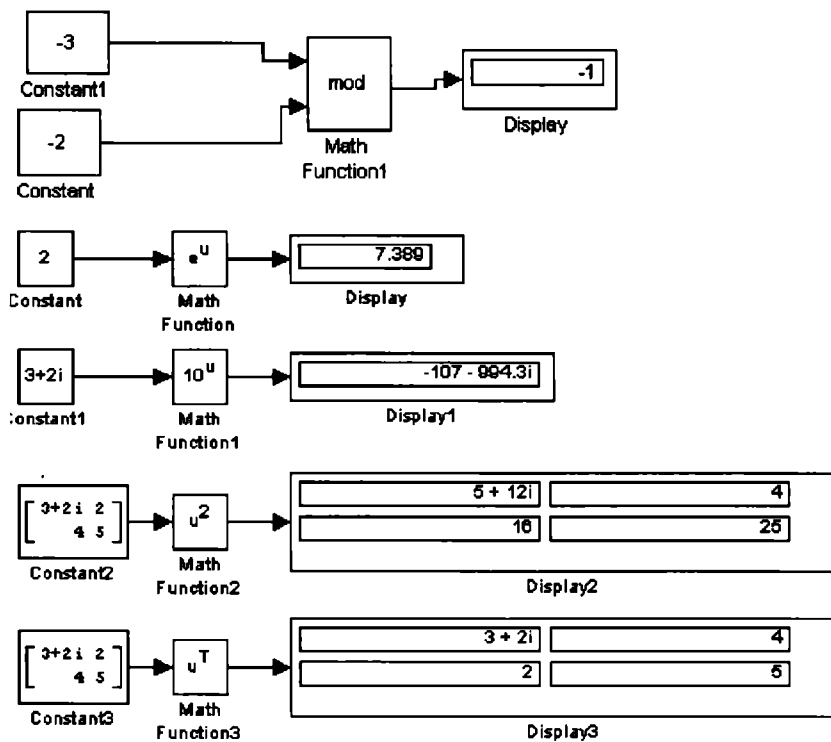 -3
Constant1
-2
Constant
mod
Math
Function1
-1
Display
2
Constant
e^u
Math
Function
7.389
Display
3+2i
Constant1
10^u
Math
Function1
-107 - 994.3i
Display1
3+2i 2
4 5
Constant2
u^2
Math
Function2
5 + 12i 4
16 25
Display2
3+2i 2
4 5
Constant3
u^T
Math
Function3
3 + 2i 4
2 5
Display3